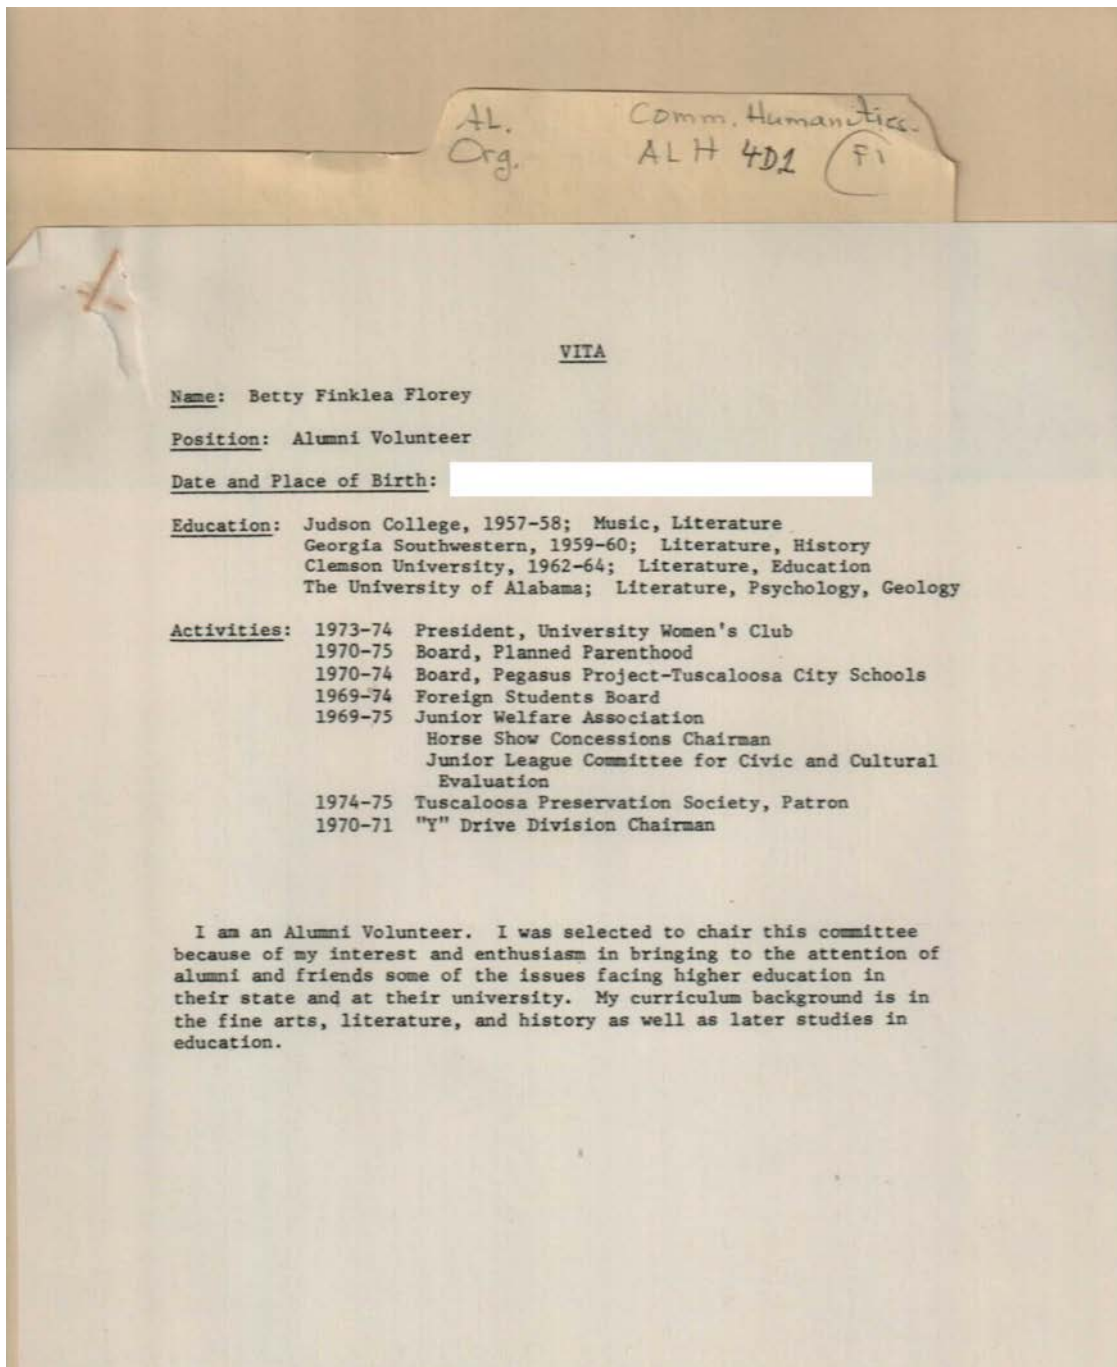 AL. Comm. Humanities.
Org. ALH 4D1 F1
VITA
Name: Betty Finklea Florey
Position: Alumni Volunteer
Date and Place of Birth:
Education: Judson College, 1957-58; Music, Literature
Georgia Southwestern, 1959-60; Literature, History
Clemson University, 1962-64; Literature, Education
The University of Alabama; Literature, Psychology, Geology
Activities: 1973-74 President, University Women's Club
1970-75 Board, Planned Parenthood
1970-74 Board, Pegasus Project-Tuscaloosa City Schools
1969-74 Foreign Students Board
1969-75 Junior Welfare Association
Horse Show Concessions Chairman
Junior League Committee for Civic and Cultural
Evaluation
1974-75 Tuscaloosa Preservation Society, Patron
1970-71 "Y" Drive Division Chairman
I am an Alumni Volunteer. I was selected to chair this committee
because of my interest and enthusiasm in bringing to the attention of
alumni and friends some of the issues facing higher education in
their state and at their university. My curriculum background is in
the fine arts, literature, and history as well as later studies in
education.